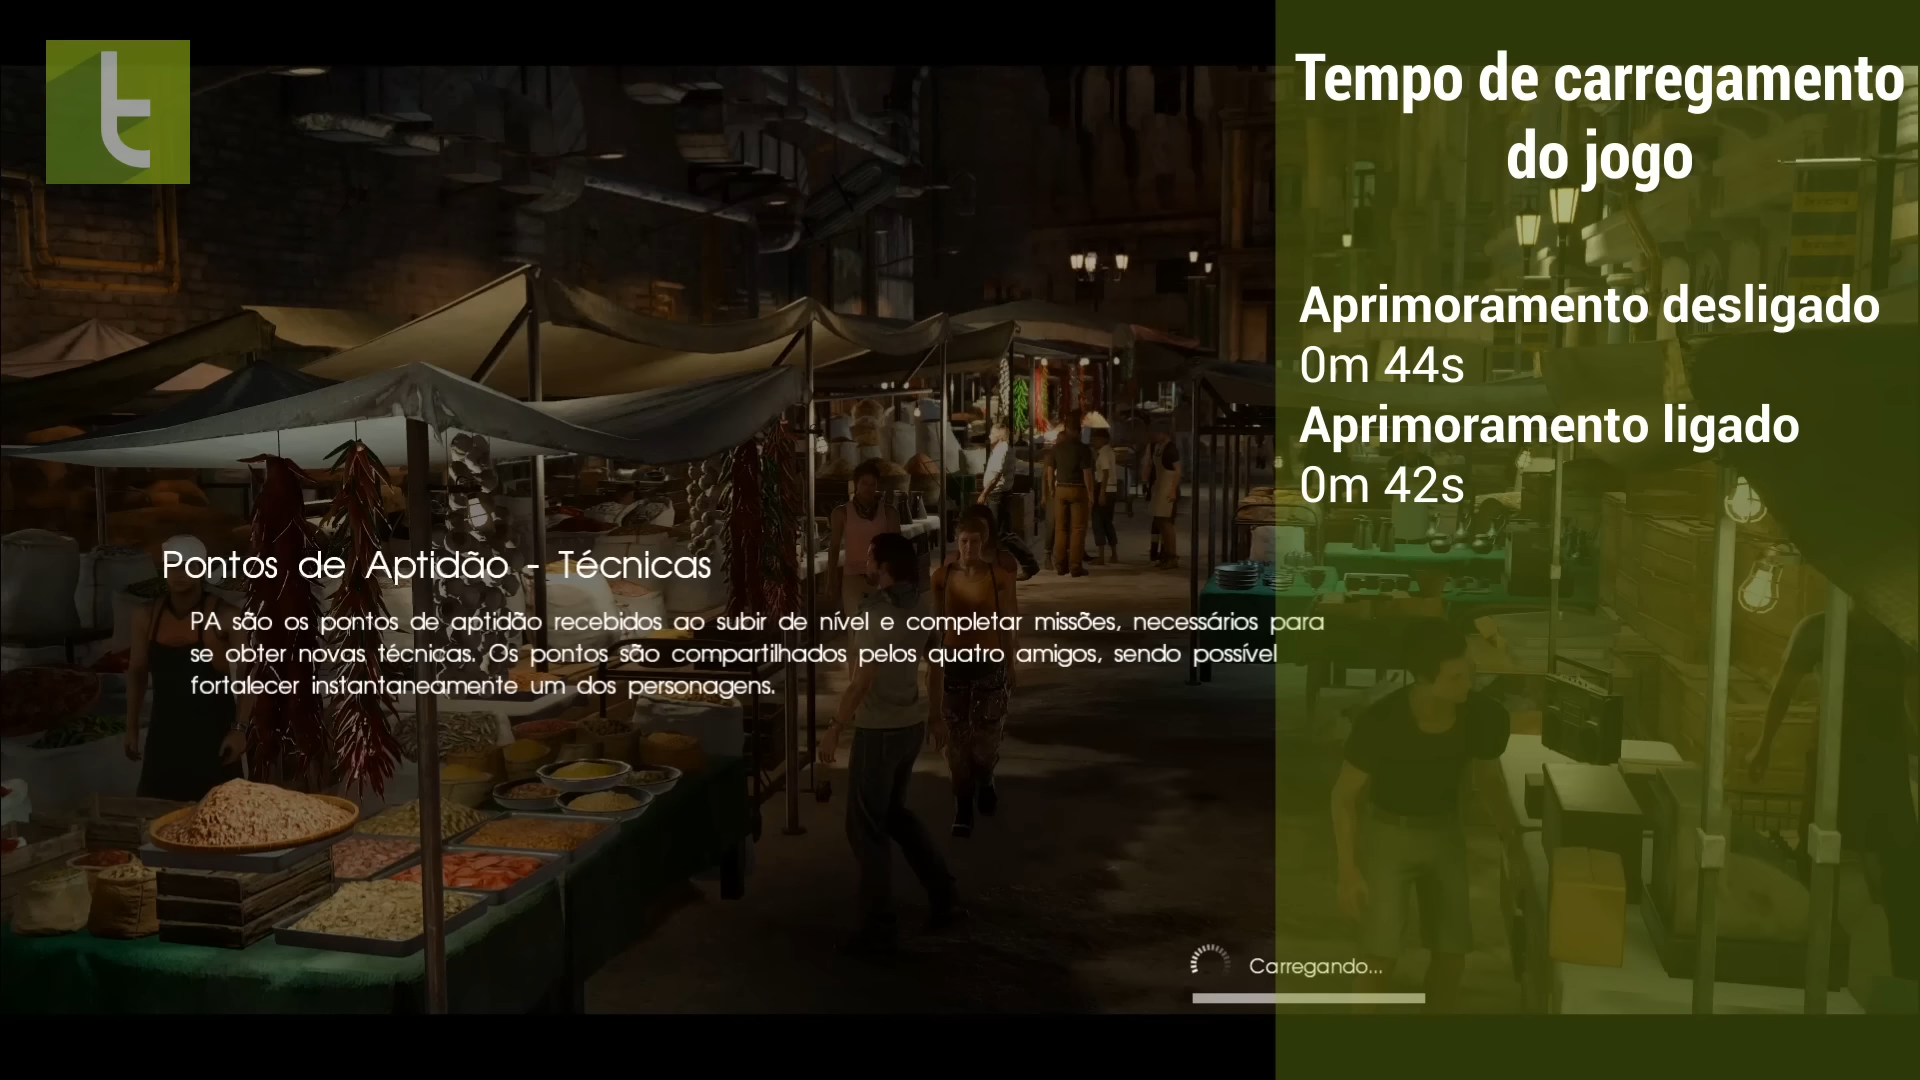 t
Tempo de carregamento
do jogo
Aprimoramento desligado
0m 44s
Aprimoramento ligado
0m 42s
Pontos de Aptidão - Técnicas
PA são os pontos de aptidão recebidos ao subir de nível e completar missões, necessários para
se obter novas técnicas. Os pontos são compartilhados pelos quatro amigos, sendo possível
fortalecer instantaneamente um dos personagens.
Carregando...